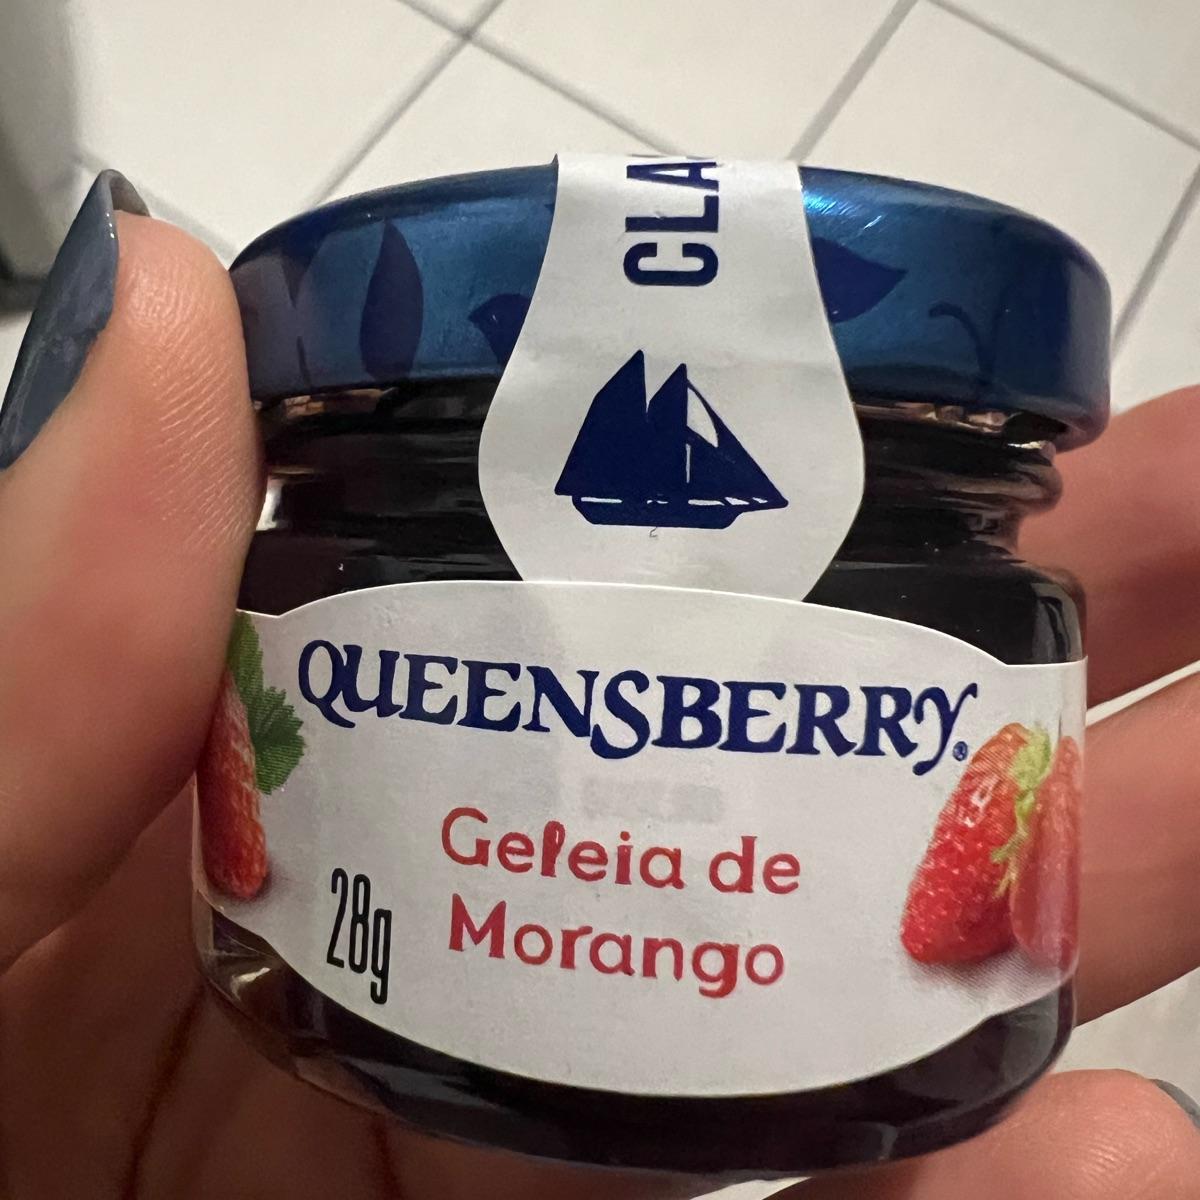 CLA
QUEENSBERRY®
Geleia de
Morango
28g